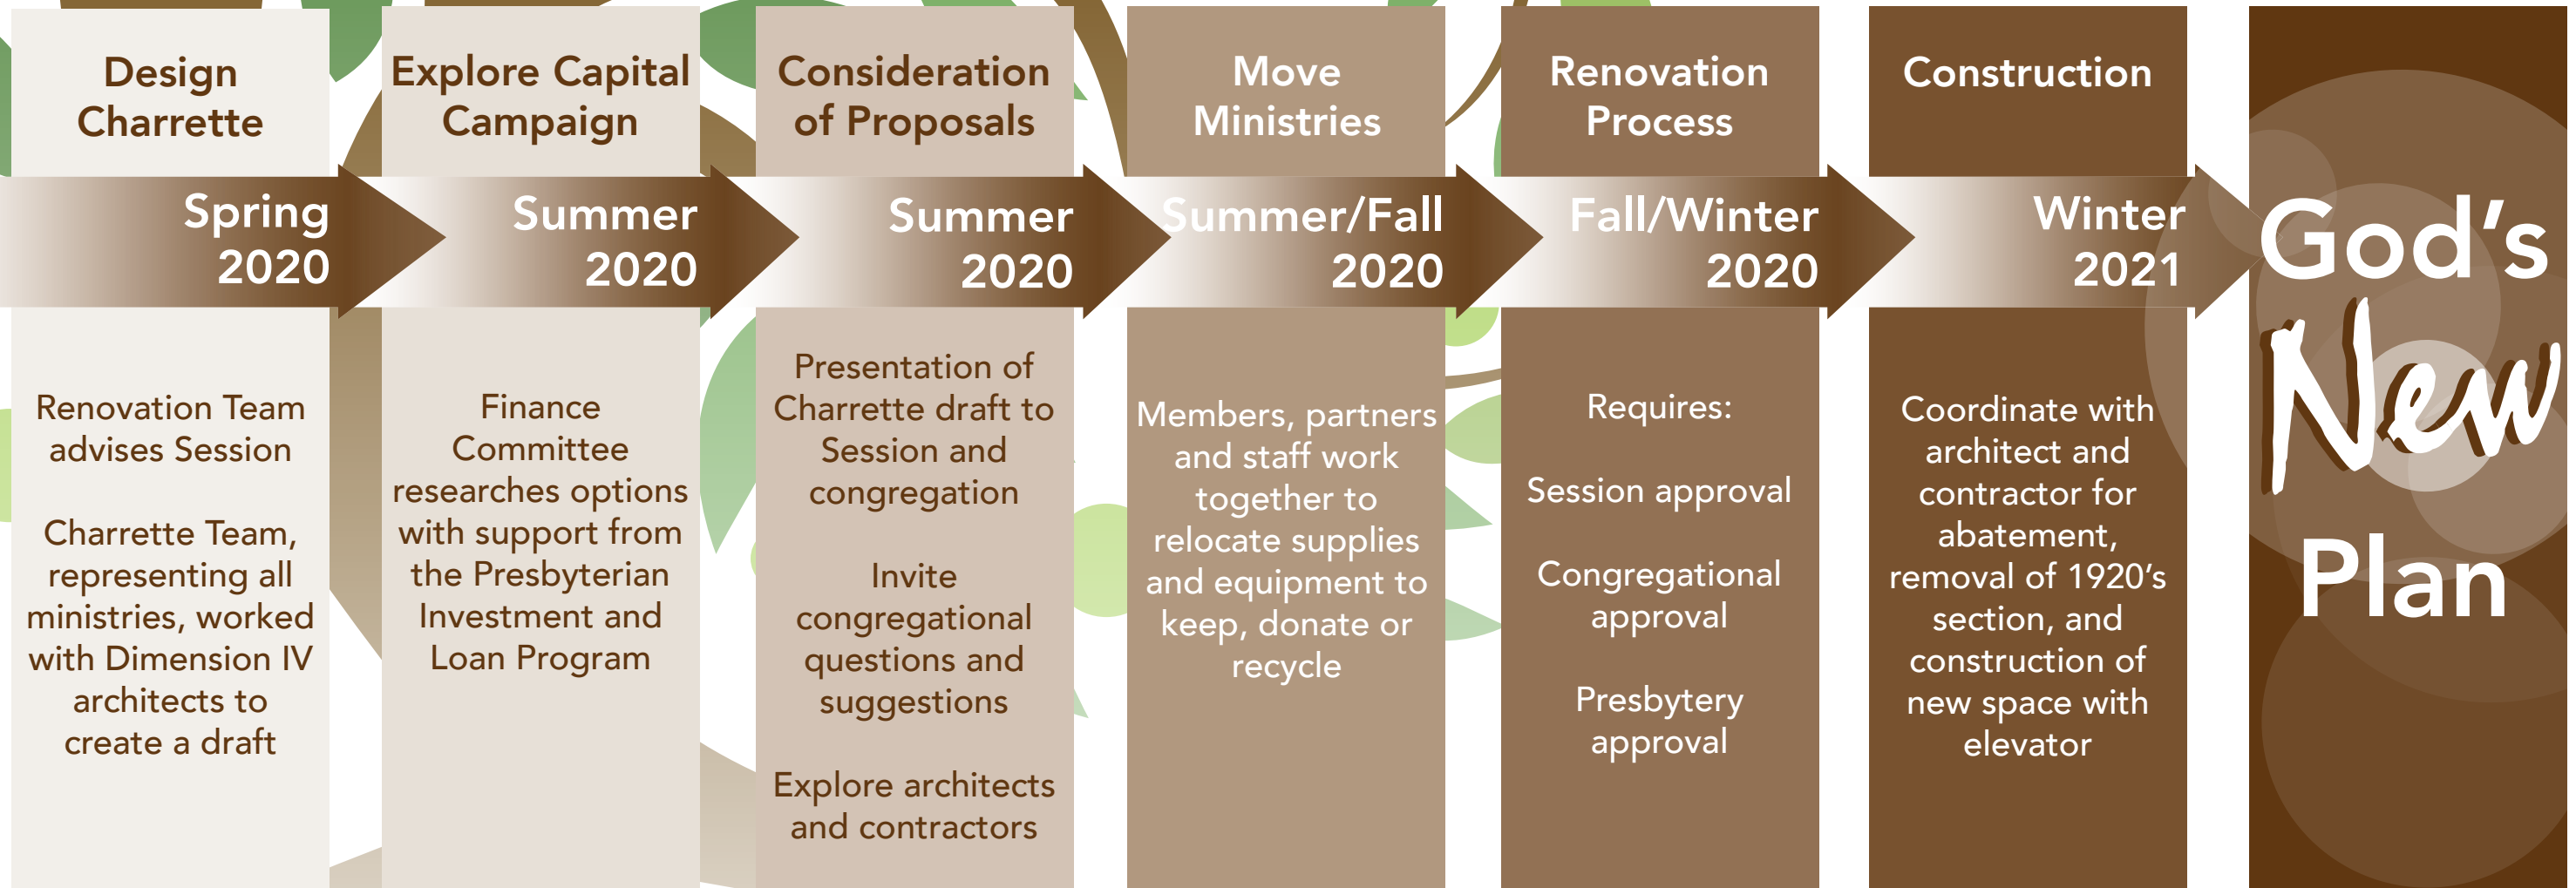 Design
Charrette
Spring
2020
Renovation Team
advises Session
Charrette Team,
representing all
ministries, worked
with Dimension IV
architects to
create a draft
Explore Capital
Campaign
Summer
2020
Finance
Committee
researches options
with support from
the Presbyterian
Investment and
Loan Program
Consideration
of Proposals
Summer
2020
Presentation of
Charrette draft to
Session and
congregation
Invite
congregational
questions and
suggestions
Explore architects
and contractors
Move
Ministries
Summer/Fall
2020
Members, partners
and staff work
together to
relocate supplies
and equipment to
keep, donate or
recycle
Renovation
Process
Fall/Winter
2020
Requires:
Session approval
Congregational
approval
Presbytery
approval
Construction
Winter
2021
Coordinate with
architect and
contractor for
abatement,
removal of 1920’s
section, and
construction of
new space with
elevator
God’s
New
Plan